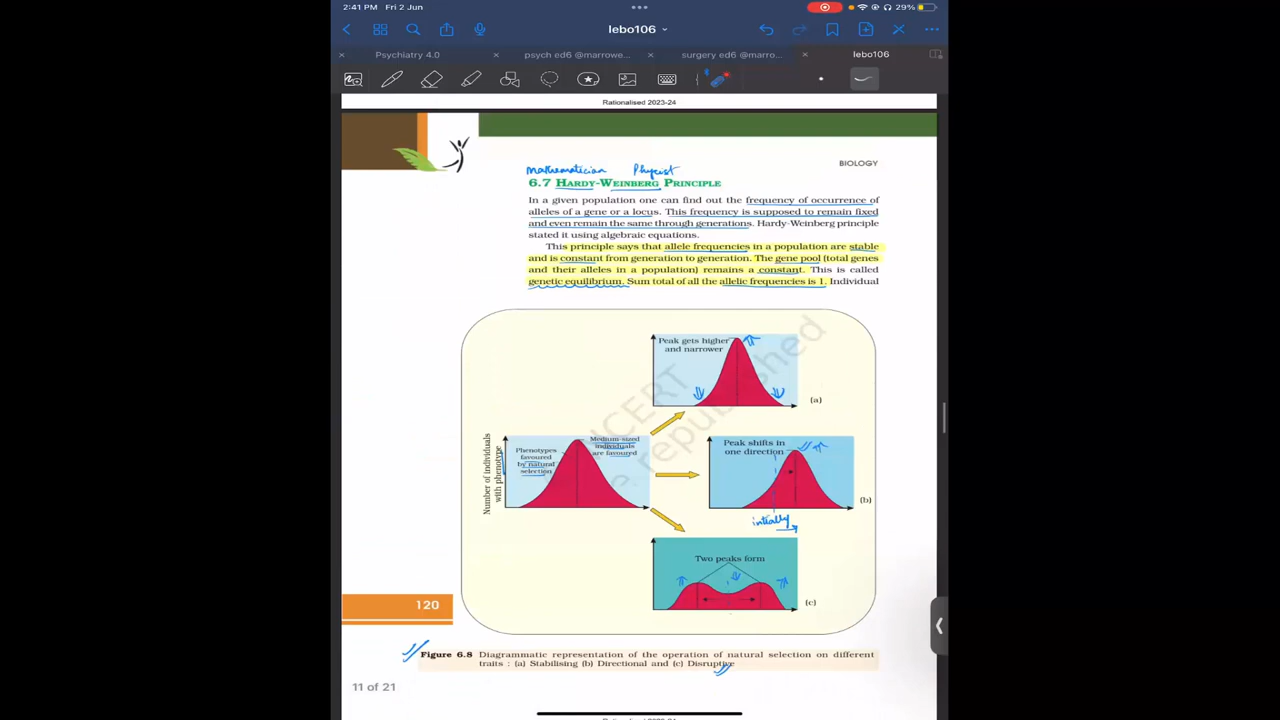 2:41 PM Fri 2 Jun
29%
lebo106
Psychiatry 4.0
psych ed6 @marrowe...
surgery ed6 @marro...
lebo106
Rationalised 2023-24
BIOLOGY
mathematician Physist
6.7 HARDY-WEINBERG PRINCIPLE
In a given population one can find out the frequency of occurrence of
alleles of a gene or a locus. This frequency is supposed to remain fixed
and even remain the same through generations. Hardy-Weinberg principle
stated it using algebraic equations.
This principle says that allele frequencies in a population are stable
and is constant from generation to generation. The gene pool (total genes
and their alleles in a population) remains a constant. This is called
genetic equilibrium. Sum total of all the allelic frequencies is 1. Individual
Peak gets higher
and narrower
(a)
Number of individuals
with phenotype
Phenotypes
favoured
by natural
selection
Medium-sized
individuals
are favoured
Peak shifts in
one direction
(b)
intially
Two peaks form
(c)
NCERT
republished
120
Figure 6.8 Diagrammatic representation of the operation of natural selection on different
traits : (a) Stabilising (b) Directional and (c) Disruptive
11 of 21
Rationalised 2023-24